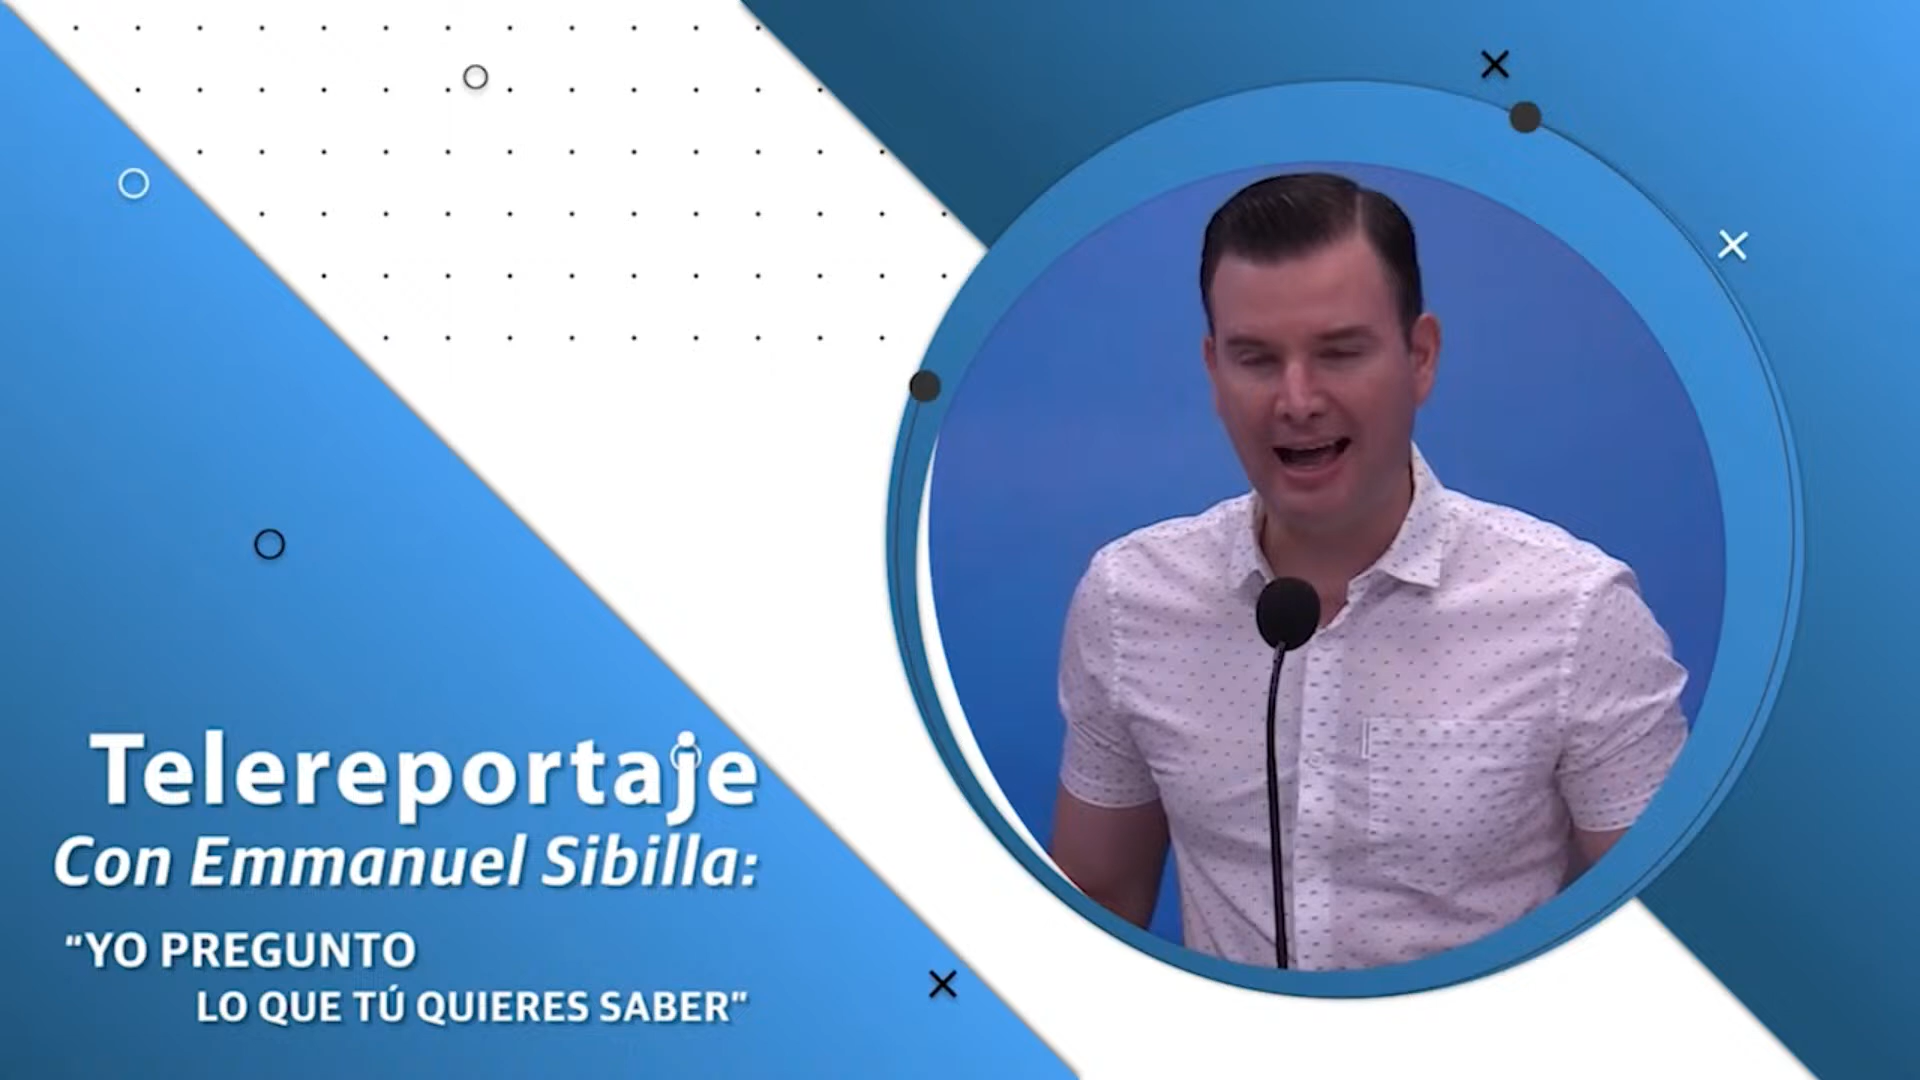 Telereportaje
Con Emmanuel Sibilla:
"YO PREGUNTO
LO QUE TÚ QUIERES SABER"